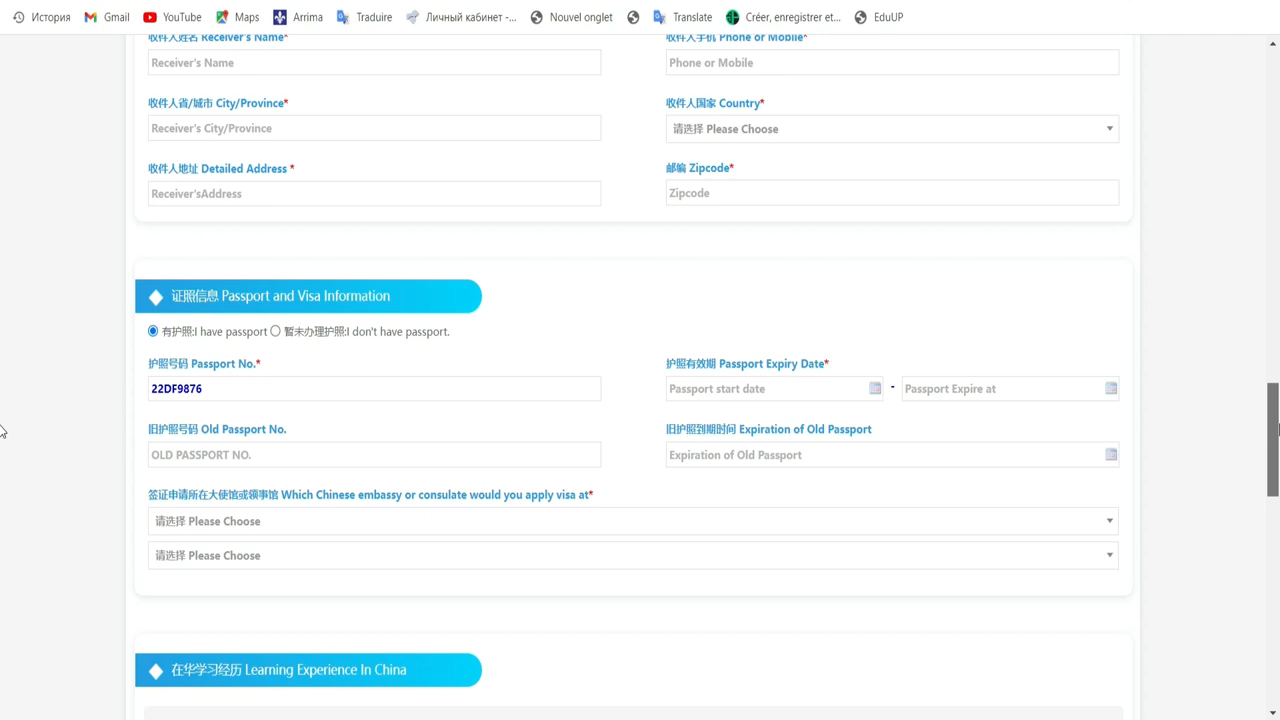 История Gmail YouTube Maps Arrima Traduire Личный кабинет -... Nouvel onglet Translate Créer, enregistrer et... EduUP
收件人姓名 Receiver's Name* 收件人手机 Phone or Mobile*
Receiver's Name Phone or Mobile
收件人省/城市 City/Province* 收件人国家 Country*
Receiver's City/Province 请选择 Please Choose
收件人地址 Detailed Address * 邮编 Zipcode*
Receiver'sAddress Zipcode
证照信息 Passport and Visa Information
有护照:I have passport 暂未办理护照:I don't have passport.
护照号码 Passport No.* 护照有效期 Passport Expiry Date*
22DF9876 Passport start date - Passport Expire at
旧护照号码 Old Passport No. 旧护照到期时间 Expiration of Old Passport
OLD PASSPORT NO. Expiration of Old Passport
签证申请所在大使馆或领事馆 Which Chinese embassy or consulate would you apply visa at*
请选择 Please Choose
请选择 Please Choose
在华学习经历 Learning Experience In China